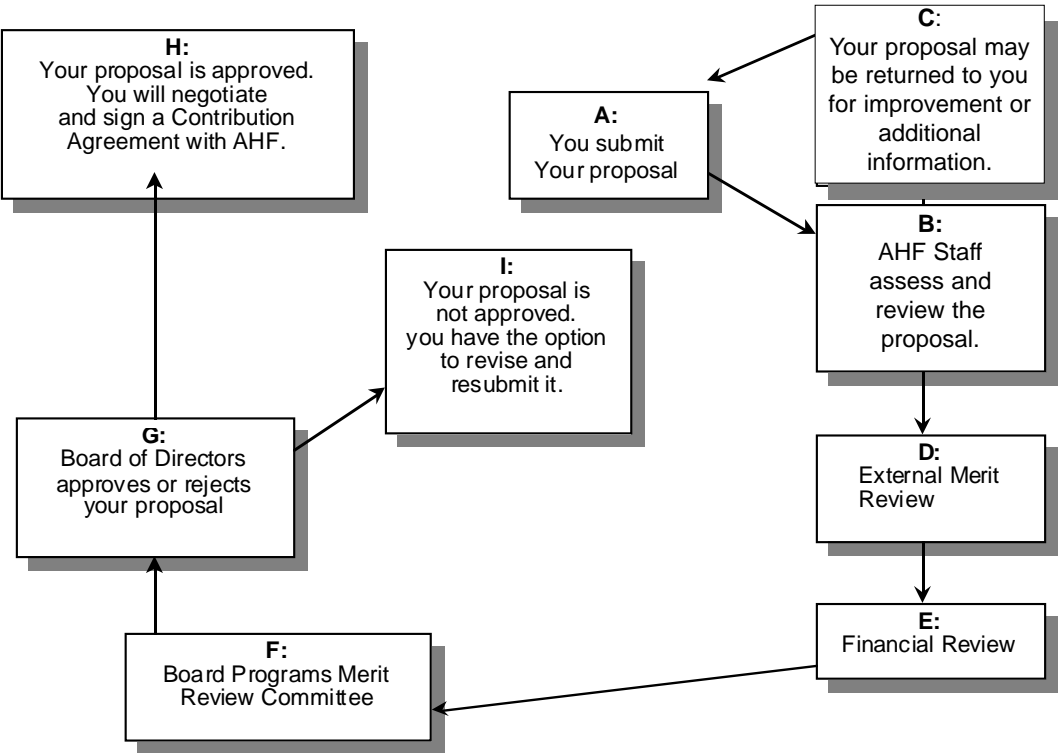 A:
You submit
Your proposal
B:
AHF Staff
assess and
review the
proposal.
C:
Your proposal may
be returned to you
for improvement or
additional
information.
D:
External Merit
Review
E:
Financial Review
F:
Board Programs Merit
Review Committee
G:
Board of Directors
approves or rejects
your proposal
H:
Your proposal is approved.
You will negotiate
and sign a Contribution
Agreement with AHF.
I:
Your proposal is
not approved.
you have the option
to revise and
resubmit it.